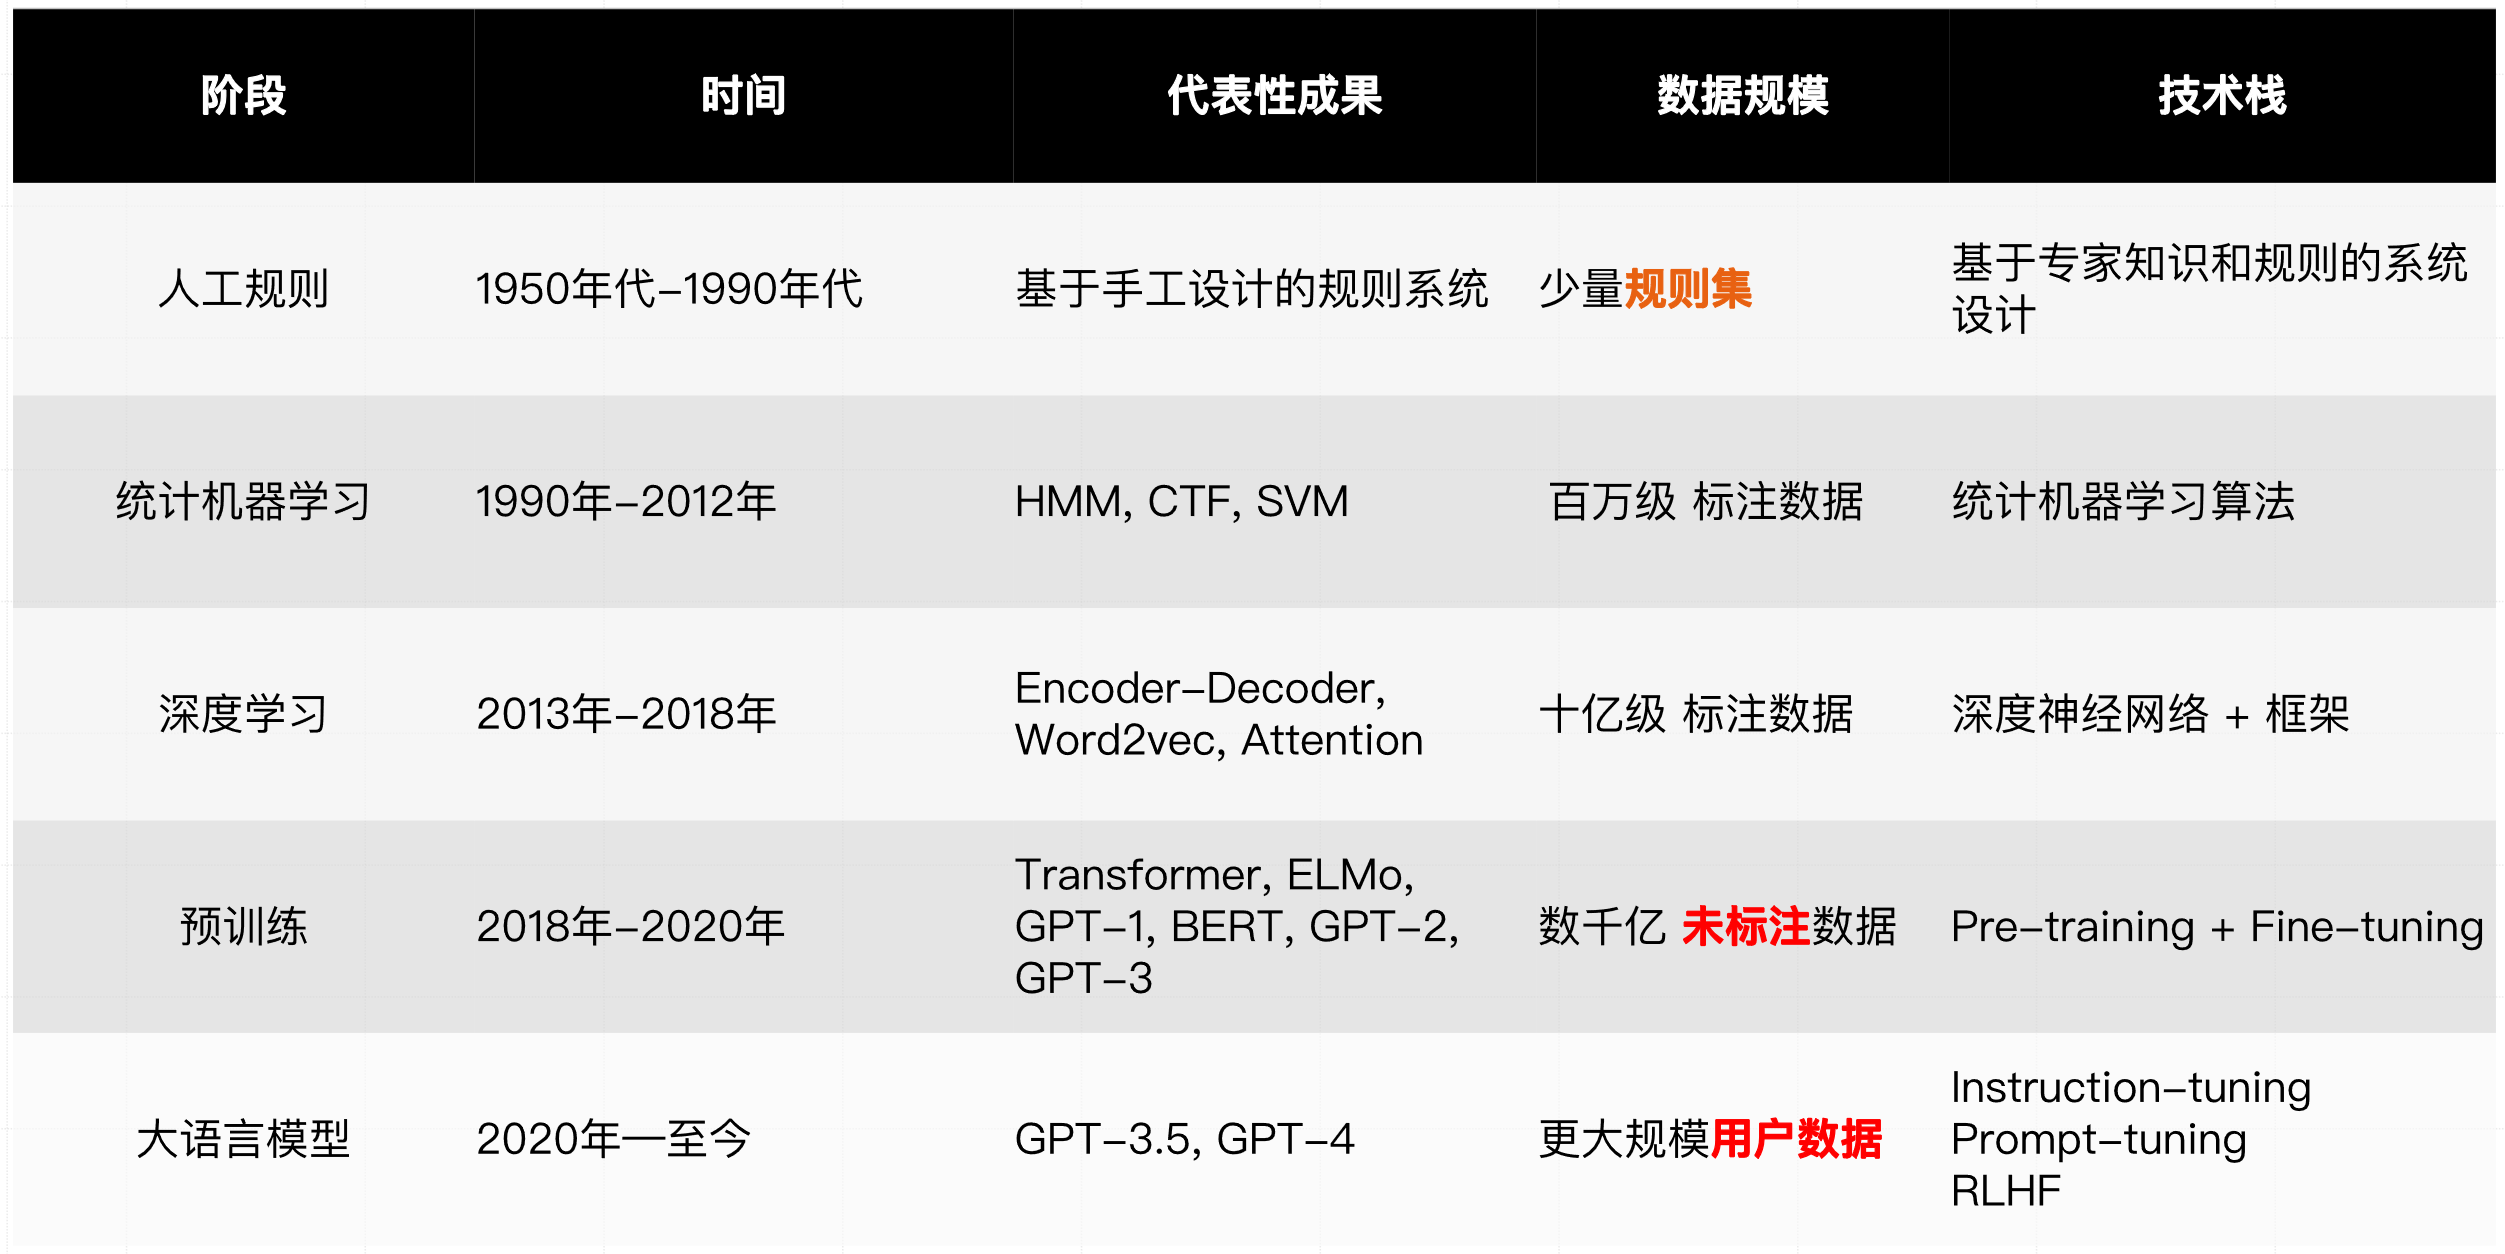 阶段 时间 代表性成果 数据规模 技术栈
人工规则 1950年代–1990年代 基于手工设计的规则系统 少量规则集 基于专家知识和规则的系统
设计
统计机器学习 1990年–2012年 HMM, CTF, SVM 百万级 标注数据 统计机器学习算法
深度学习 2013年–2018年 Encoder–Decoder,
Word2vec, Attention 十亿级 标注数据 深度神经网络 + 框架
预训练 2018年–2020年 Transformer, ELMo,
GPT–1, BERT, GPT–2,
GPT–3 数千亿 未标注数据 Pre–training + Fine–tuning
大语言模型 2020年—至今 GPT–3.5, GPT–4 更大规模用户数据 Instruction–tuning
Prompt–tuning
RLHF